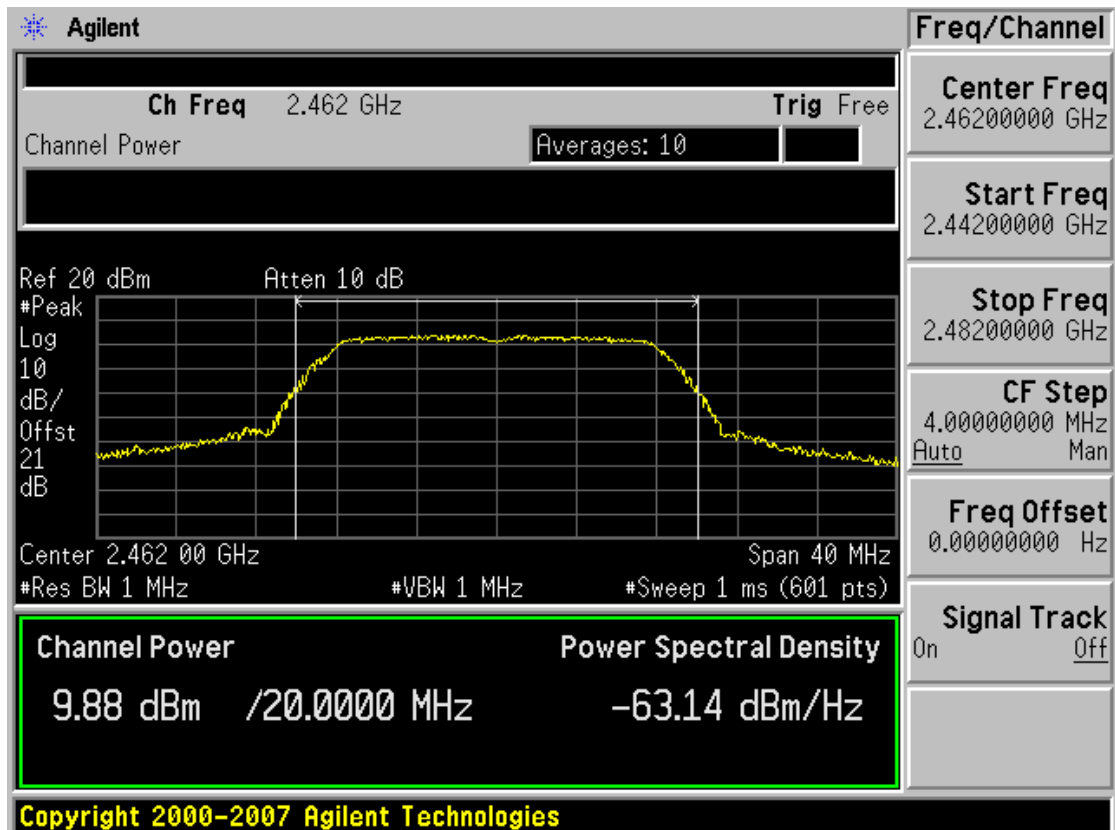 Agilent
Ch Freq 2.462 GHz Trig Free
Channel Power Averages: 10
Ref 20 dBm Atten 10 dB
#Peak
Log
10
dB/
Offst
21
dB
Center 2.462 00 GHz Span 40 MHz
#Res BW 1 MHz #VBW 1 MHz #Sweep 1 ms (601 pts)
Channel Power Power Spectral Density
9.88 dBm /20.0000 MHz -63.14 dBm/Hz
Copyright 2000-2007 Agilent Technologies
Freq/Channel
Center Freq
2.46200000 GHz
Start Freq
2.44200000 GHz
Stop Freq
2.48200000 GHz
CF Step
4.00000000 MHz
Auto Man
Freq Offset
0.00000000 Hz
Signal Track
On Off